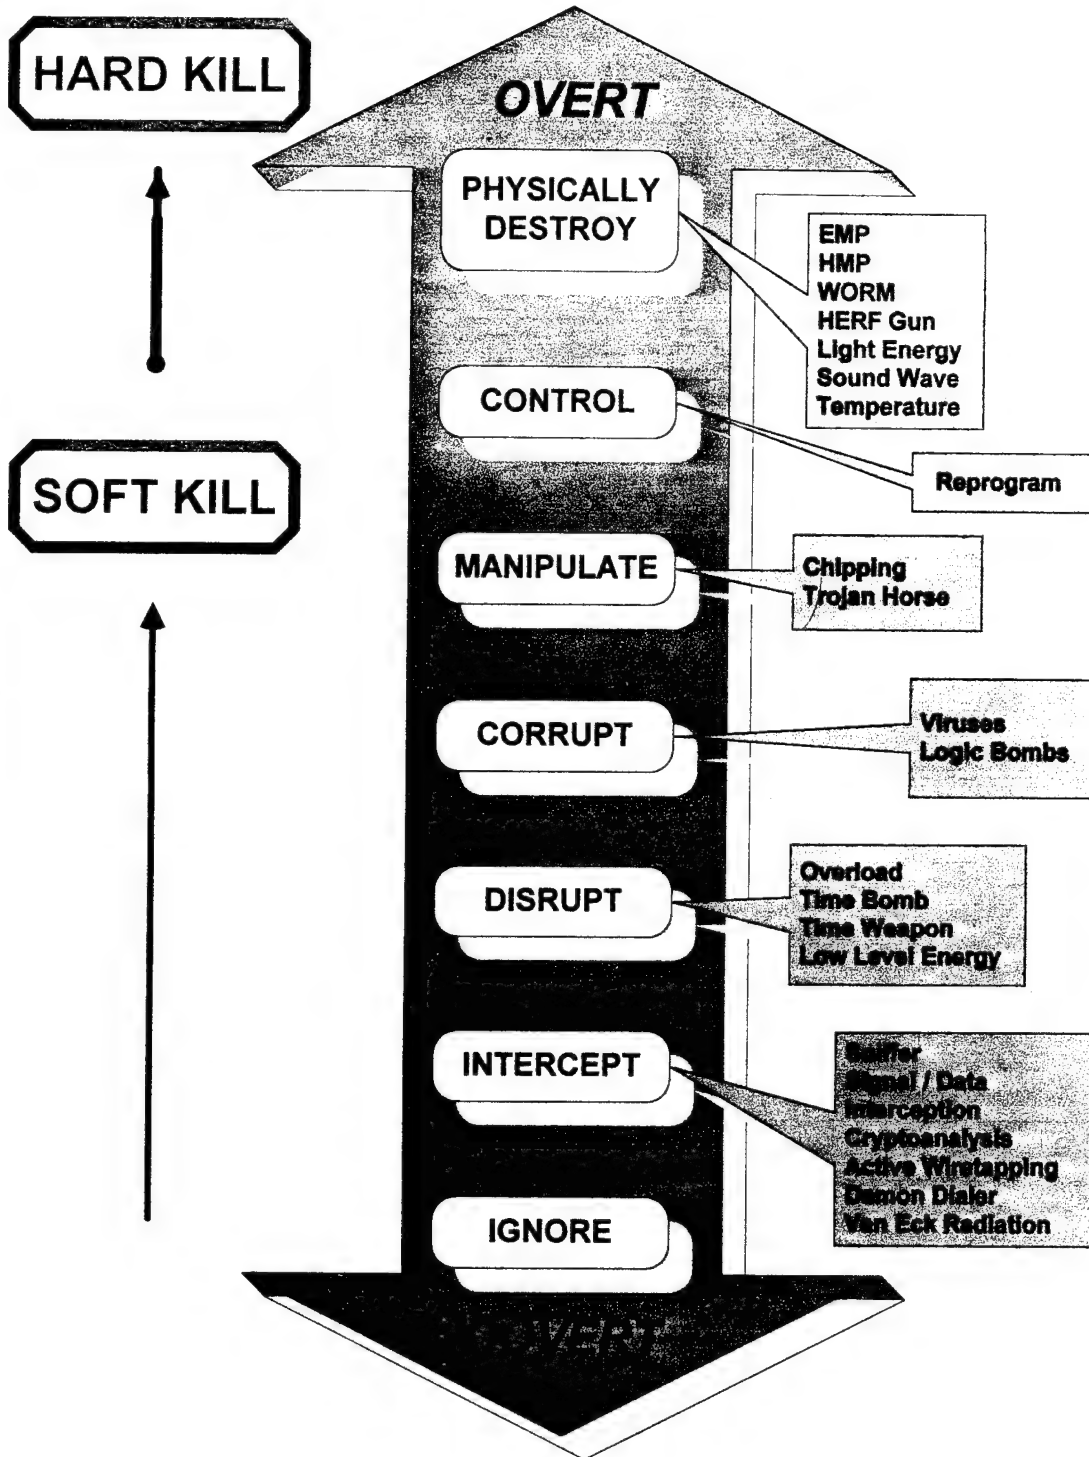 HARD KILL
OVERT
PHYSICALLY
DESTROY
EMP
HMP
WORM
HERF Gun
Light Energy
Sound Wave
Temperature
CONTROL
Reprogram
SOFT KILL
MANIPULATE
Chipping
Trojan Horse
CORRUPT
Viruses
Logic Bombs
DISRUPT
Overload
Time Bomb
Time Weapon
Low Level Energy
INTERCEPT
Sniffer
Signal / Data
Interception
Cryptoanalysis
Active Wiretapping
Demon Dialer
Van Eck Radiation
IGNORE
COVERT